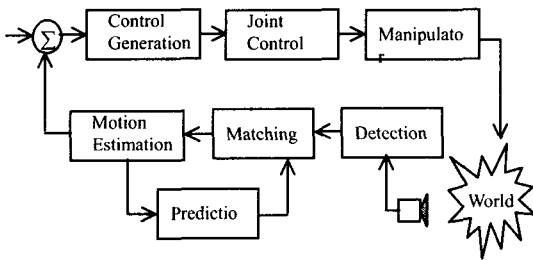 Σ
Control
Generation
Joint
Control
Manipulato
r
Motion
Estimation
Matching
Detection
Predictio
World